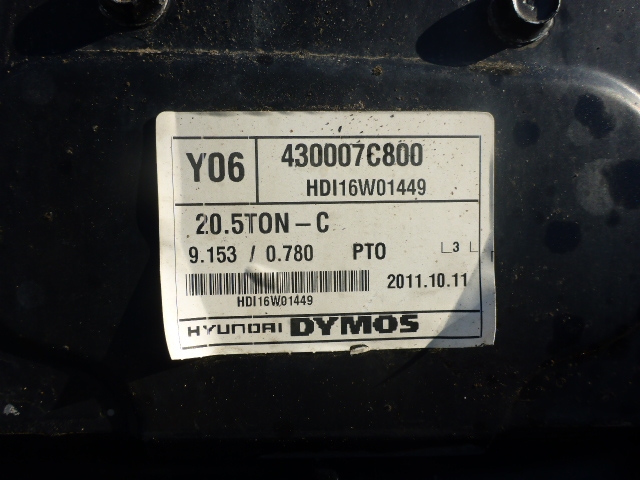 Y06
430007C800
HDI16W01449
20.5TON-C
9.153 / 0.780 PTO 3
2011.10.11
HDI16W01449
HYUNDAI DYMOS